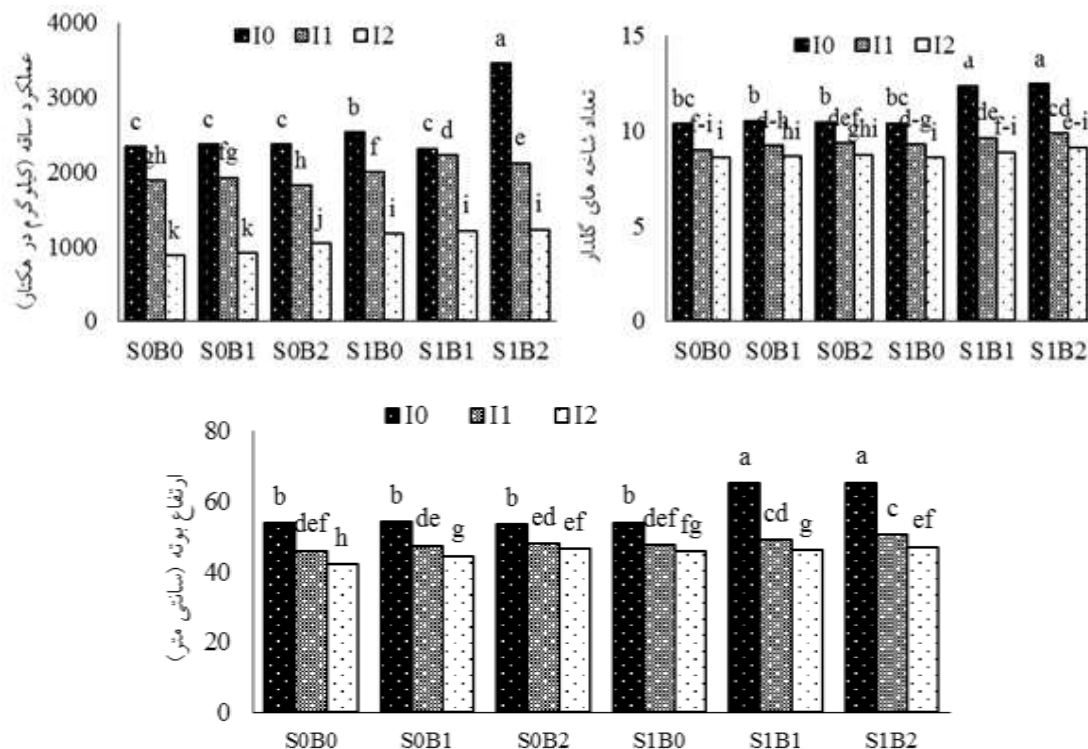 عملکرد ساقه (کیلوگرم در هکتار)
4000
3000
2000
1000
0
I0 I1 I2
c gh k
c fg k
c h j
b f i
c d i
a e i
S0B0 S0B1 S0B2 S1B0 S1B1 S1B2
تعداد شاخه های گلدار
15
10
5
0
I0 I1 I2
bc f-i i
b d-h hi
b def ghi
bc d-g i
a de f-i
a cd e-i
S0B0 S0B1 S0B2 S1B0 S1B1 S1B2
ارتفاع بوته (سانتی متر)
80
60
40
20
0
I0 I1 I2
b def h
b de g
b ed ef
b def fg
a cd g
a c ef
S0B0 S0B1 S0B2 S1B0 S1B1 S1B2